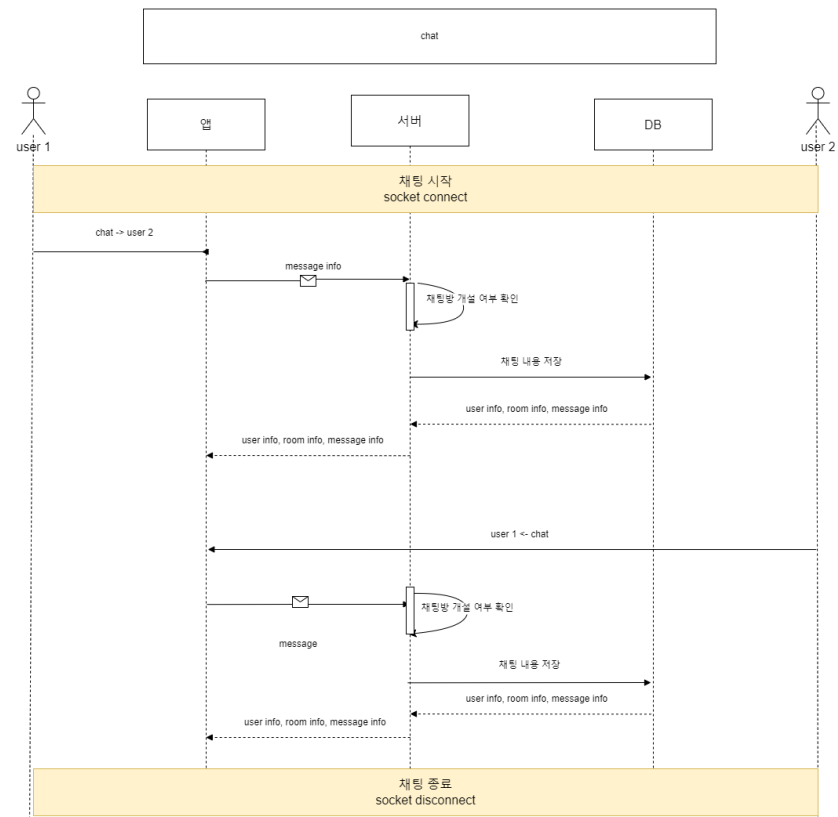 chat
앱
서버
DB
user 1
user 2
채팅 시작
socket connect
chat -> user 2
message info
채팅방 개설 여부 확인
채팅 내용 저장
user info, room info, message info
user info, room info, message info
user 1 <- chat
채팅방 개설 여부 확인
message
채팅 내용 저장
user info, room info, message info
user info, room info, message info
채팅 종료
socket disconnect